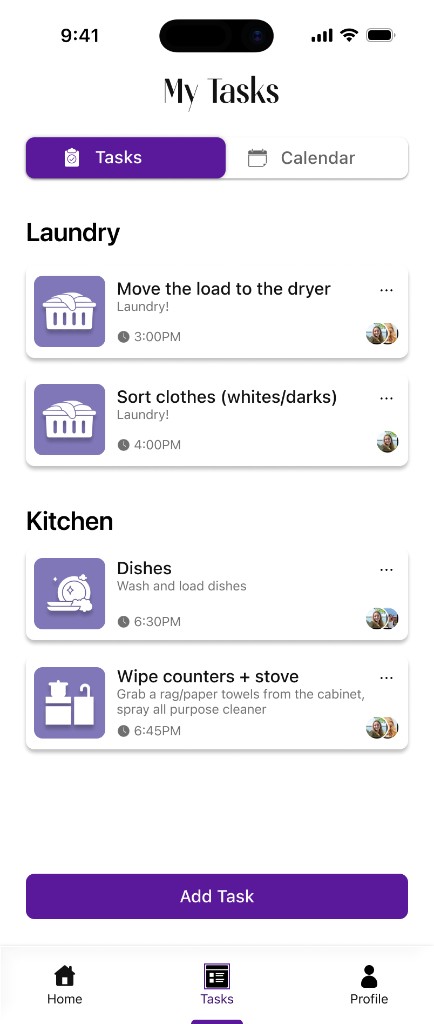 9:41
My Tasks
Tasks
Calendar
Laundry
Move the load to the dryer
Laundry!
3:00PM
Sort clothes (whites/darks)
Laundry!
4:00PM
Kitchen
Dishes
Wash and load dishes
6:30PM
Wipe counters + stove
Grab a rag/paper towels from the cabinet,
spray all purpose cleaner
6:45PM
Add Task
Home
Tasks
Profile